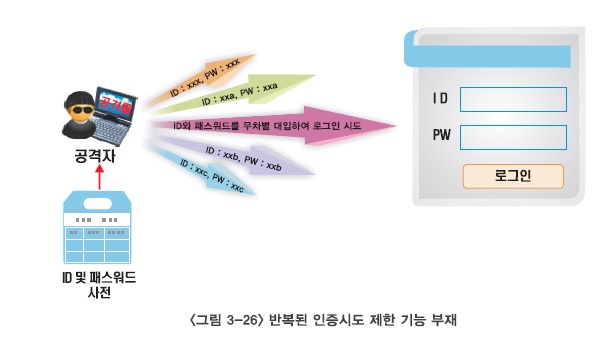 공격툴
공격자
ID 및 패스워드
사전
ID : xxx, PW : xxx
ID : xxa, PW : xxa
ID와 패스워드를 무차별 대입하여 로그인 시도
ID : xxb, PW : xxb
ID : xxc, PW : xxc
ID
PW
로그인
<그림 3-26> 반복된 인증시도 제한 기능 부재